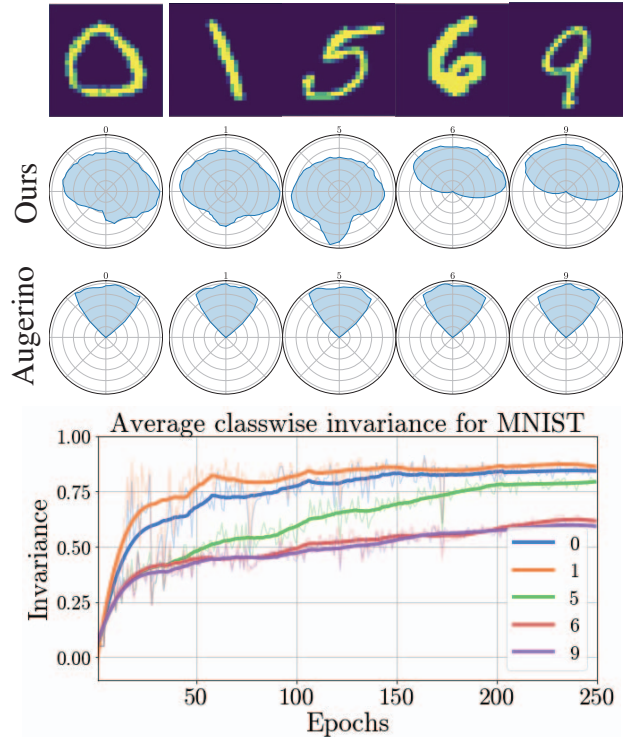 0 1 5 6 9
Ours
0 1 5 6 9
Augerino
Average classwise invariance for MNIST
1.00
0.75
0.50
0.25
0.00
Invariance
0
1
5
6
9
50 100 150 200 250
Epochs